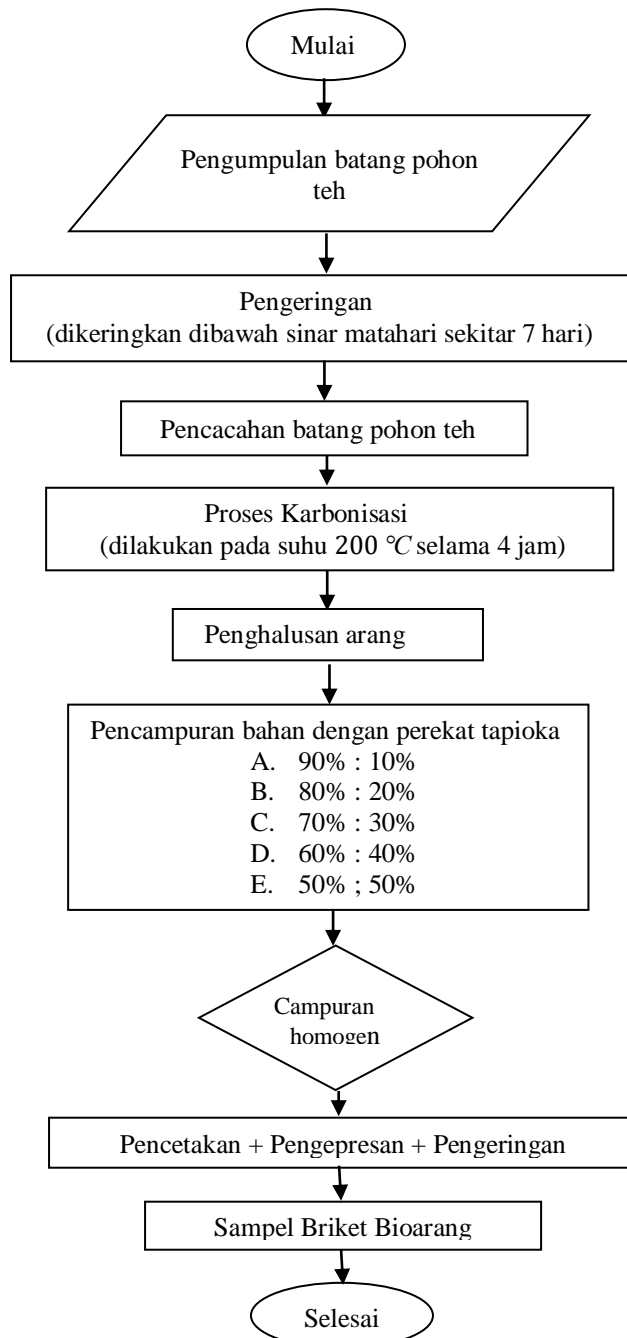 Mulai
Pengumpulan batang pohon
teh
Pengeringan
(dikeringkan dibawah sinar matahari sekitar 7 hari)
Pencacahan batang pohon teh
Proses Karbonisasi
(dilakukan pada suhu 200 ℃ selama 4 jam)
Penghalusan arang
Pencampuran bahan dengan perekat tapioka
A. 90% : 10%
B. 80% : 20%
C. 70% : 30%
D. 60% : 40%
E. 50% ; 50%
Campuran
homogen
Pencetakan + Pengepresan + Pengeringan
Sampel Briket Bioarang
Selesai